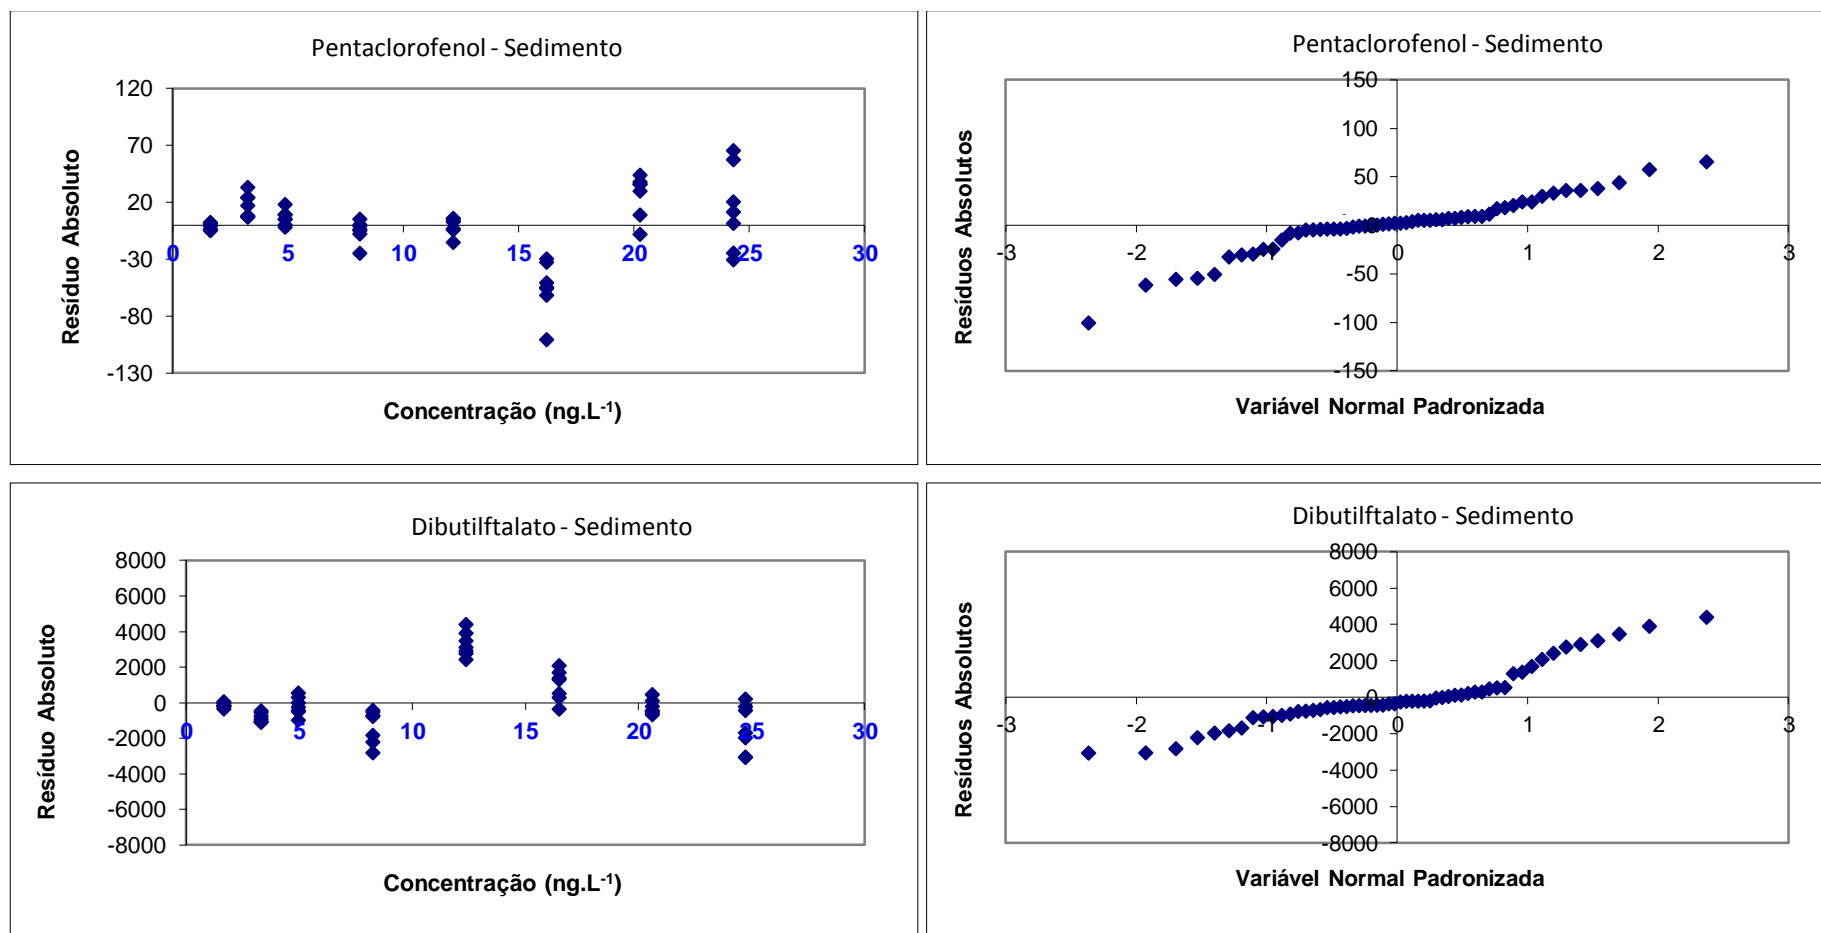 Pentaclorofenol - Sedimento
120
70
20
-30
-80
-130
0 5 10 15 20 25 30
Resíduo Absoluto
Concentração (ng.L-1)
Pentaclorofenol - Sedimento
150
100
50
0
-50
-100
-150
-3 -2 -1 0 1 2 3
Resíduos Absolutos
Variável Normal Padronizada
Dibutilftalato - Sedimento
8000
6000
4000
2000
0
-2000
-4000
-6000
-8000
0 5 10 15 20 25 30
Resíduo Absoluto
Concentração (ng.L-1)
Dibutilftalato - Sedimento
8000
6000
4000
2000
0
-2000
-4000
-6000
-8000
-3 -2 -1 0 1 2 3
Resíduos Absolutos
Variável Normal Padronizada